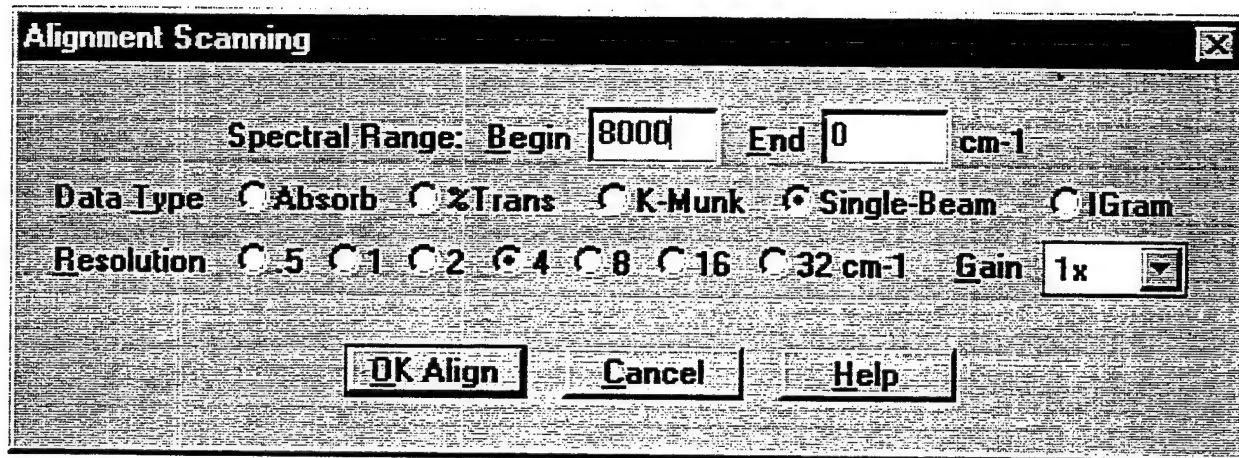 Alignment Scanning
Spectral Range: Begin 8000 End 0 cm-1
Data Type Absorb %Trans K-Munk Single-Beam IGram
Resolution .5 1 2 4 8 16 32 cm-1 Gain 1x
OK Align Cancel Help